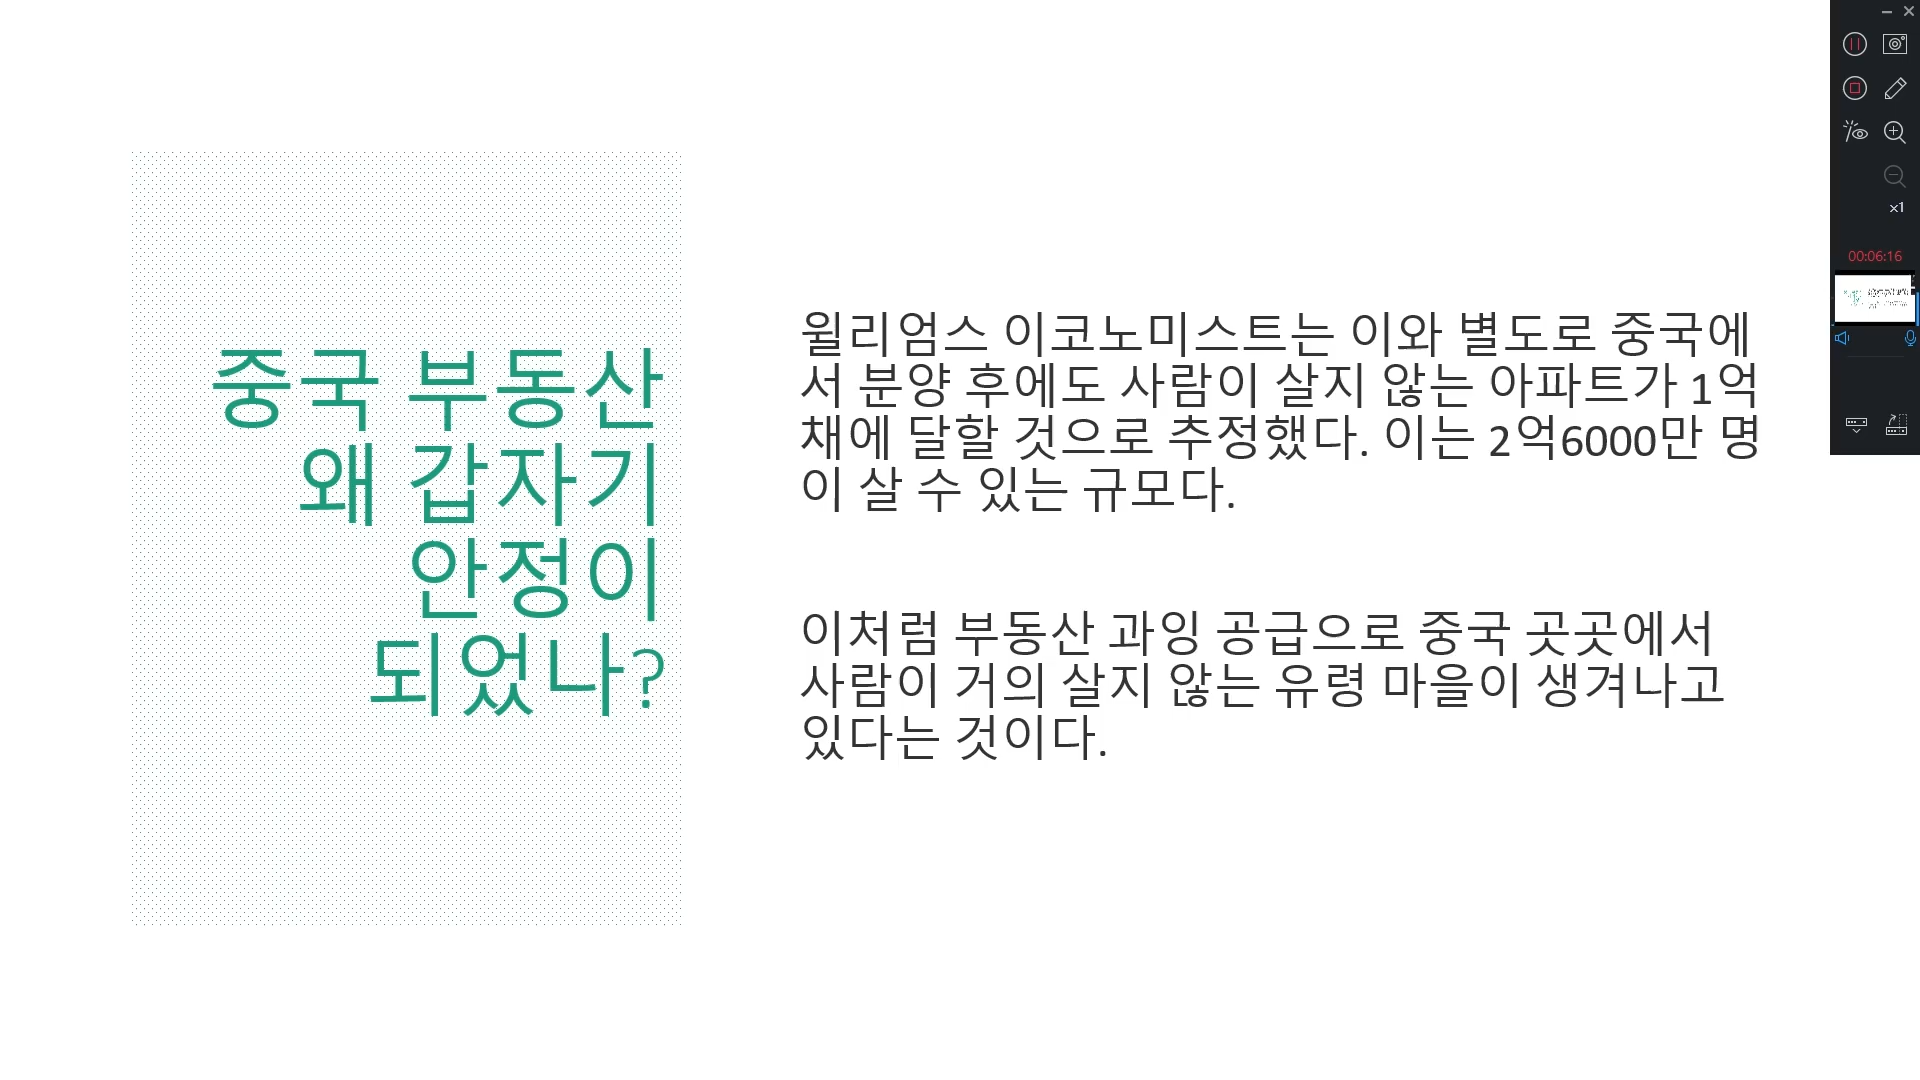 중국 부동산
왜 갑자기
안정이
되었나?
윌리엄스 이코노미스트는 이와 별도로 중국에
서 분양 후에도 사람이 살지 않는 아파트가 1억
채에 달할 것으로 추정했다. 이는 2억6000만 명
이 살 수 있는 규모다.
이처럼 부동산 과잉 공급으로 중국 곳곳에서
사람이 거의 살지 않는 유령 마을이 생겨나고
있다는 것이다.
x1
00:06:16